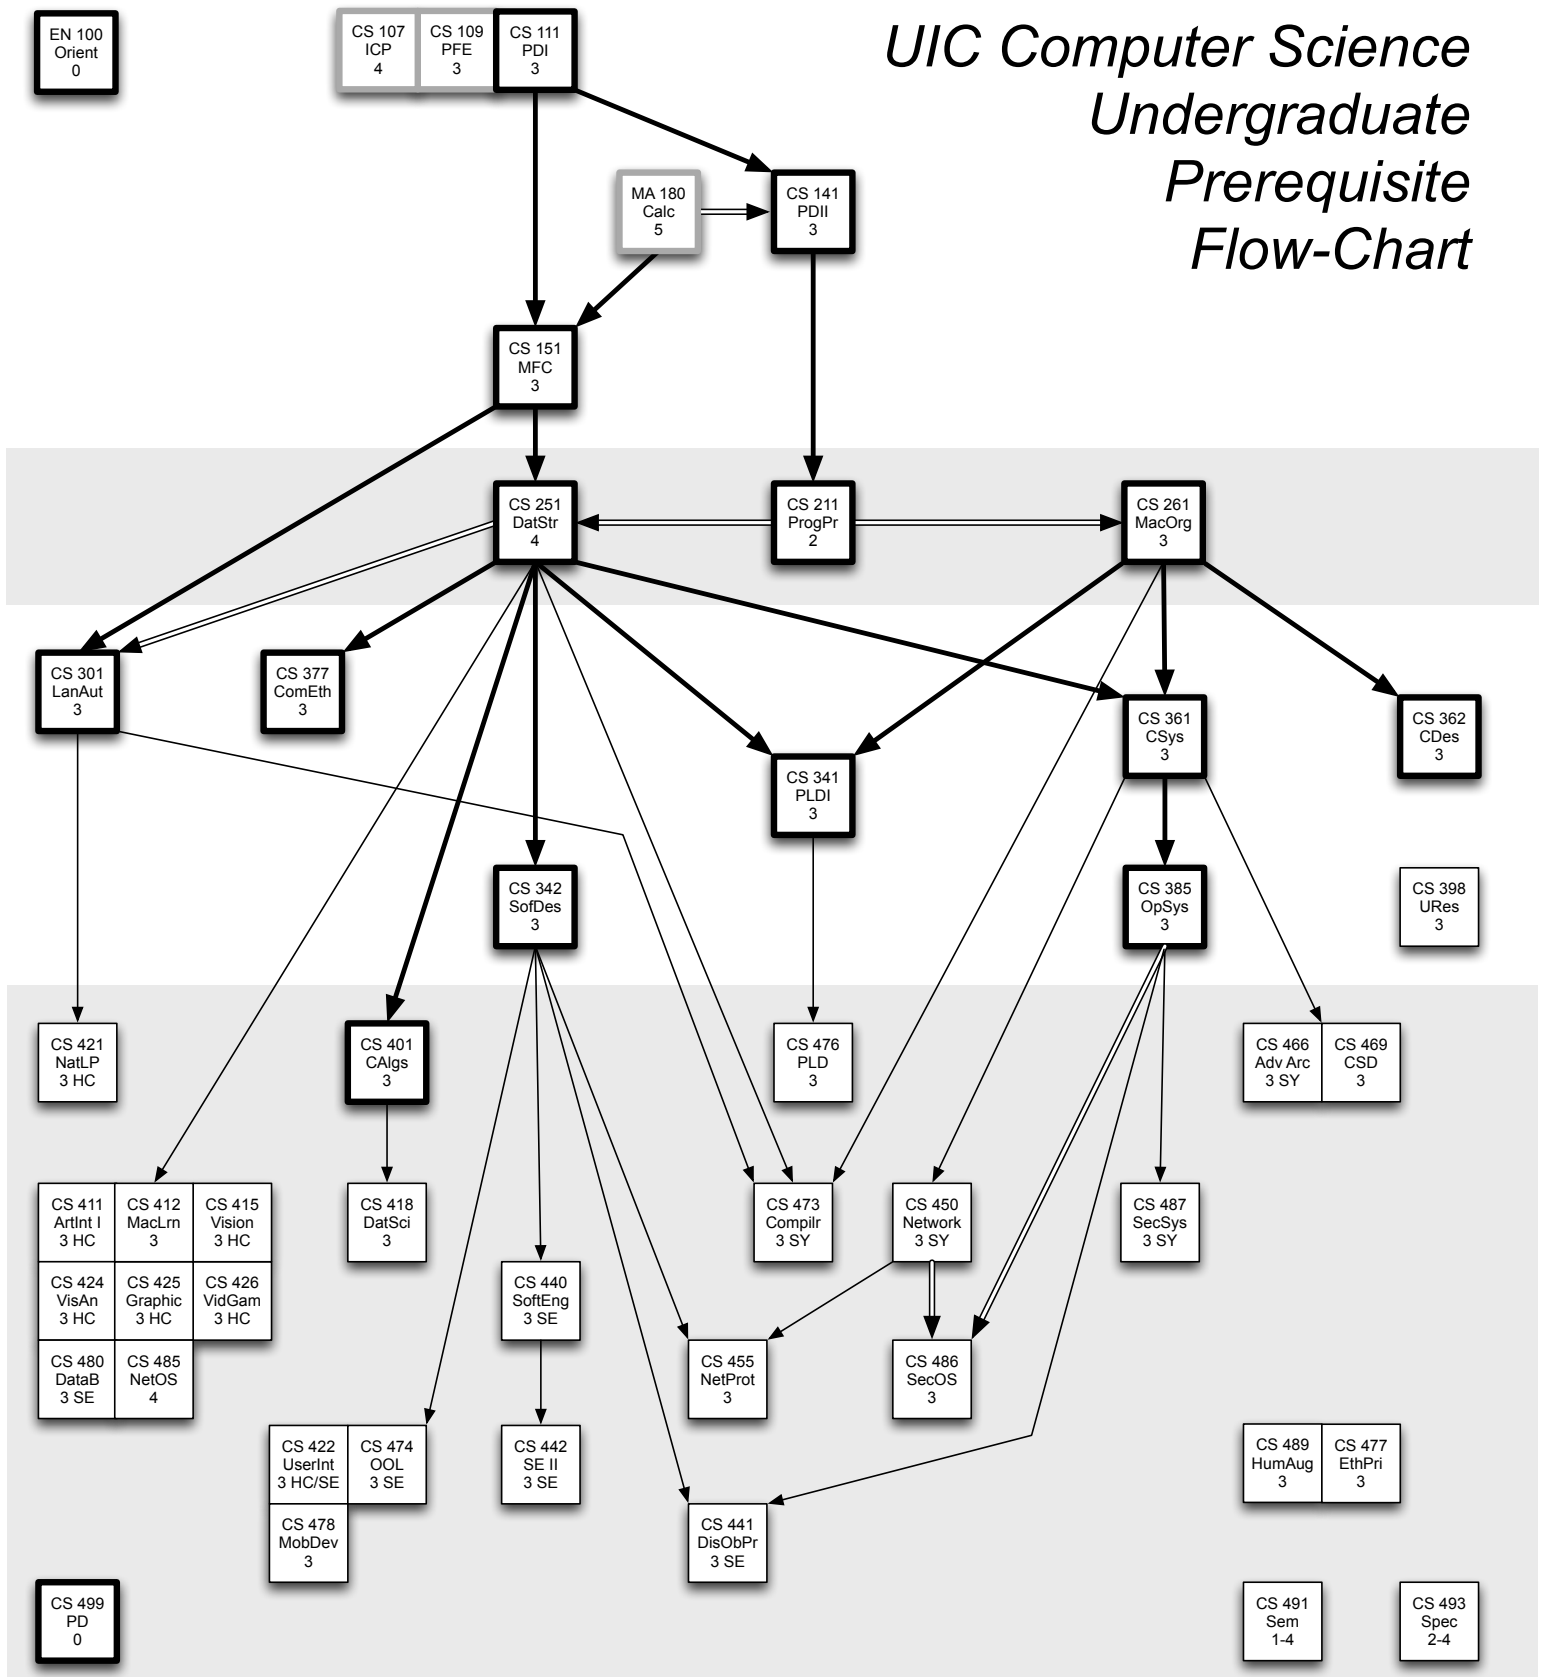 UIC Computer Science
Undergraduate
Prerequisite
Flow-Chart
EN 100
Orient
0
CS 107
ICP
4
CS 109
PFE
3
CS 111
PDI
3
MA 180
Calc
5
CS 141
PDII
3
CS 151
MFC
3
CS 251
DatStr
4
CS 211
ProgPr
2
CS 261
MacOrg
3
CS 301
LanAut
3
CS 377
ComEth
3
CS 361
CSys
3
CS 362
CDes
3
CS 341
PLDI
3
CS 342
SofDes
3
CS 385
OpSys
3
CS 398
URes
3
CS 421
NatLP
3 HC
CS 401
CAlgs
3
CS 476
PLD
3
CS 466
Adv Arc
3 SY
CS 469
CSD
3
CS 411
ArtInt I
3 HC
CS 412
MacLrn
3
CS 415
Vision
3 HC
CS 418
DatSci
3
CS 473
Compilr
3 SY
CS 450
Network
3 SY
CS 487
SecSys
3 SY
CS 424
VisAn
3 HC
CS 425
Graphic
3 HC
CS 426
VidGam
3 HC
CS 440
SoftEng
3 SE
CS 480
DataB
3 SE
CS 485
NetOS
4
CS 455
NetProt
3
CS 486
SecOS
3
CS 422
UserInt
3 HC/SE
CS 474
OOL
3 SE
CS 442
SE II
3 SE
CS 489
HumAug
3
CS 477
EthPri
3
CS 478
MobDev
3
CS 441
DisObPr
3 SE
CS 499
PD
0
CS 491
Sem
1-4
CS 493
Spec
2-4